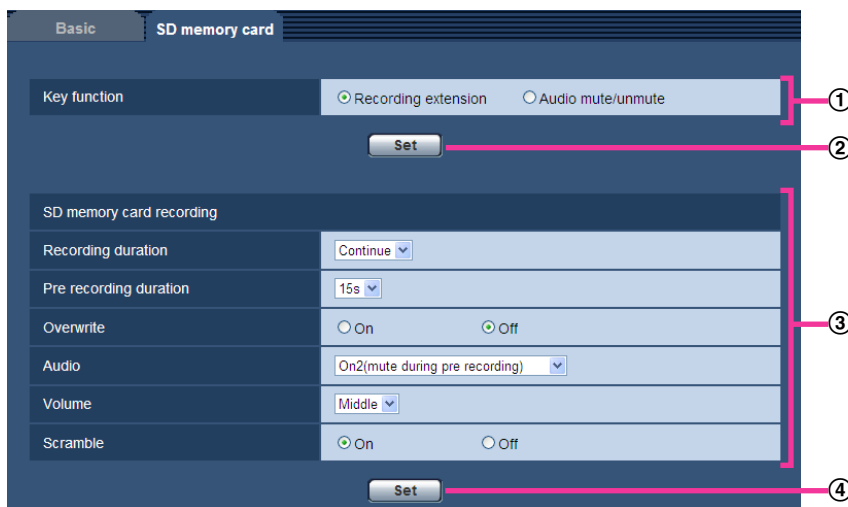 Basic SD memory card
Key function Recording extension Audio mute/unmute ①
Set ②
SD memory card recording
Recording duration Continue
Pre recording duration 15s
Overwrite On Off ③
Audio On2(mute during pre recording)
Volume Middle
Scramble On Off
Set ④